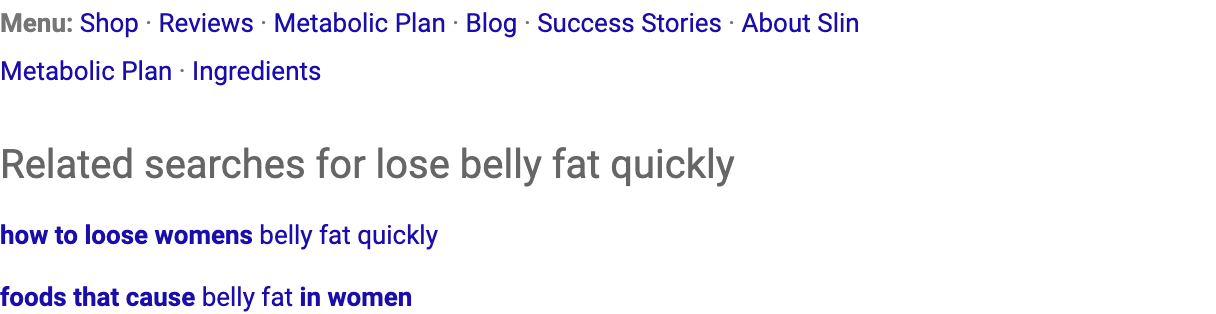 Menu: Shop · Reviews · Metabolic Plan · Blog · Success Stories · About Slin
Metabolic Plan · Ingredients
Related searches for lose belly fat quickly
how to loose womens belly fat quickly
foods that cause belly fat in women